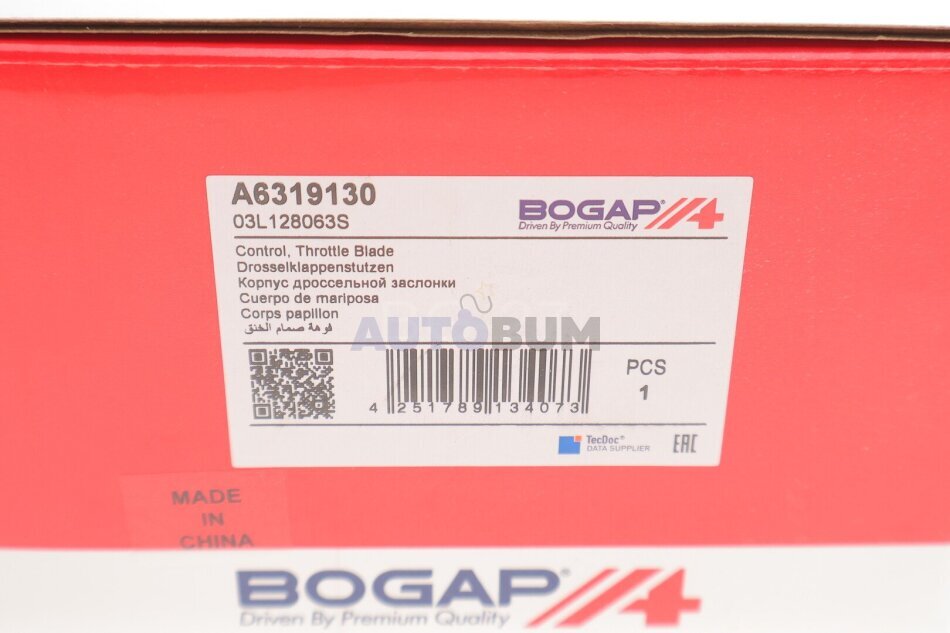 A6319130
03L128063S
BOGAP®
Driven By Premium Quality
Control, Throttle Blade
Drosselklappenstutzen
Корпус дроссельной заслонки
Cuerpo de mariposa
Corps papillon
فوهة صمام الخنق
AUTOBUM
4 251789 134073
PCS
1
TecDoc®
DATA SUPPLIER
EAC
MADE
IN
CHINA
BOGAP®
Driven By Premium Quality